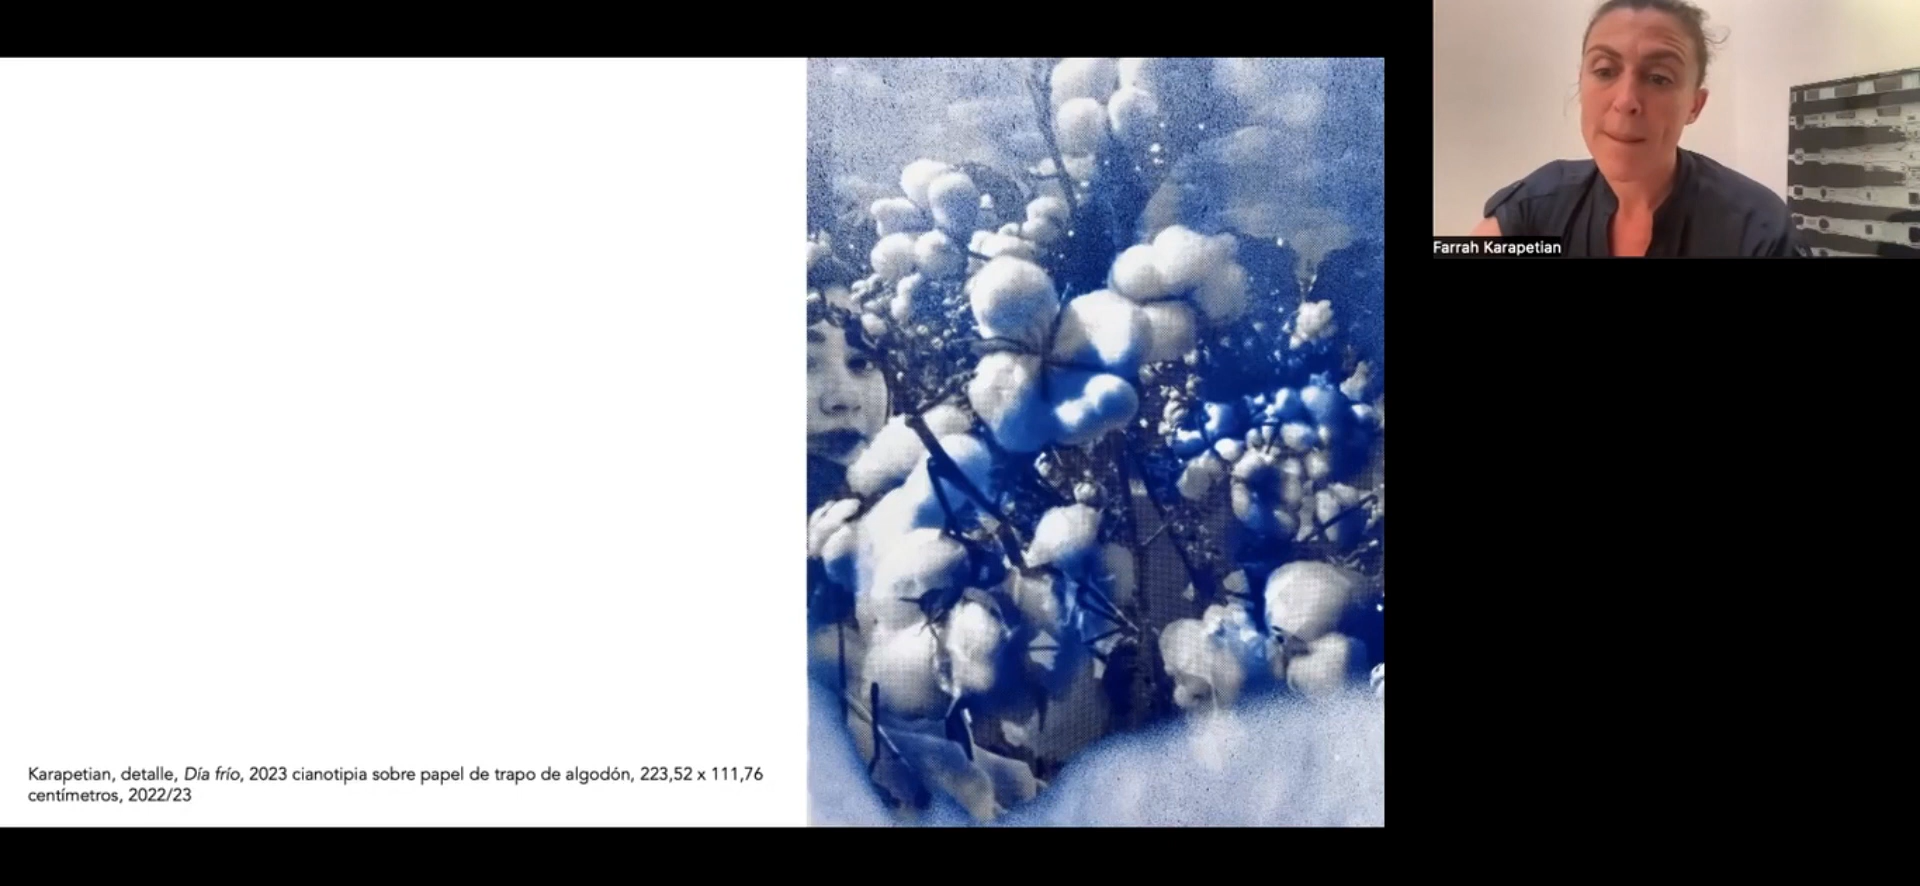 Karapetian, detalle, Día frío, 2023 cianotipia sobre papel de trapo de algodón, 223,52 x 111,76
centímetros, 2022/23
Farrah Karapetian